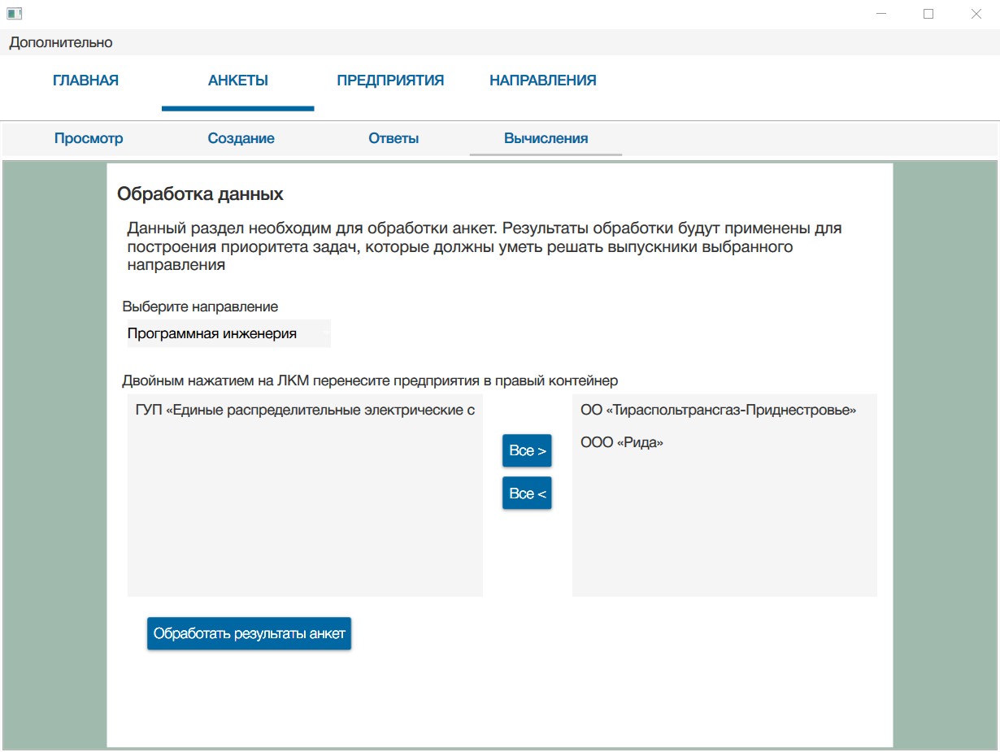 Дополнительно
ГЛАВНАЯ АНКЕТЫ ПРЕДПРИЯТИЯ НАПРАВЛЕНИЯ
Просмотр Создание Ответы Вычисления
Обработка данных
Данный раздел необходим для обработки анкет. Результаты обработки будут применены для
построения приоритета задач, которые должны уметь решать выпускники выбранного
направления
Выберите направление
Программная инженерия
Двойным нажатием на ЛКМ перенесите предприятия в правый контейнер
ГУП «Единые распределительные электрические с
ОО «Тираспольтрансгаз-Приднестровье»
ООО «Рида»
Все >
Все <
Обработать результаты анкет